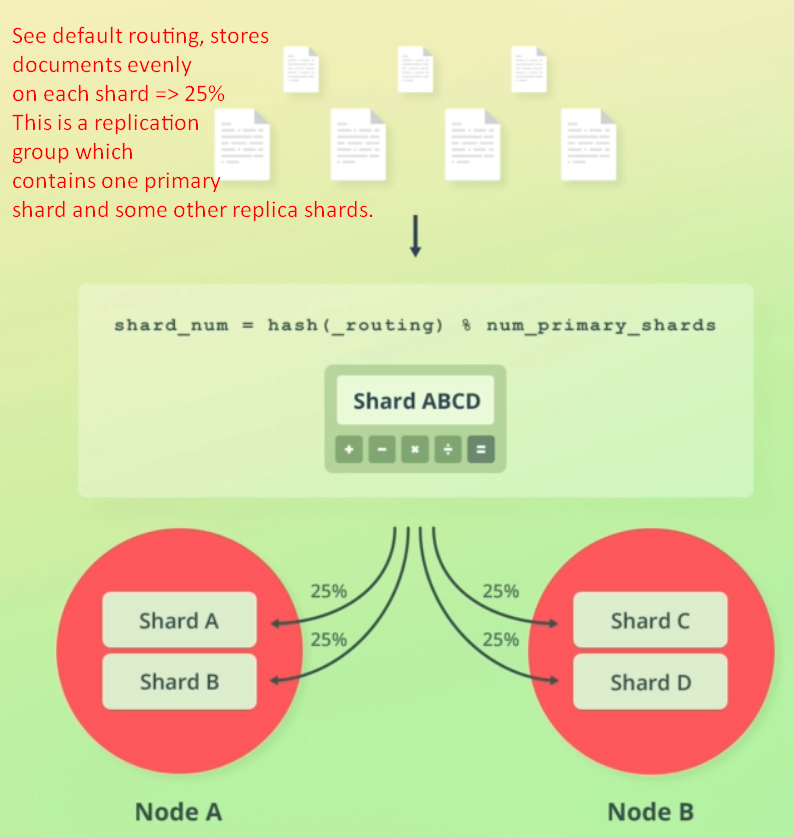 See default routing, stores
documents evenly
on each shard => 25%
This is a replication
group which
contains one primary
shard and some other replica shards.
shard_num = hash(_routing) % num_primary_shards
Shard ABCD
+ − × ÷ =
25% 25%
Shard A Shard C
25% 25%
Shard B Shard D
Node A Node B